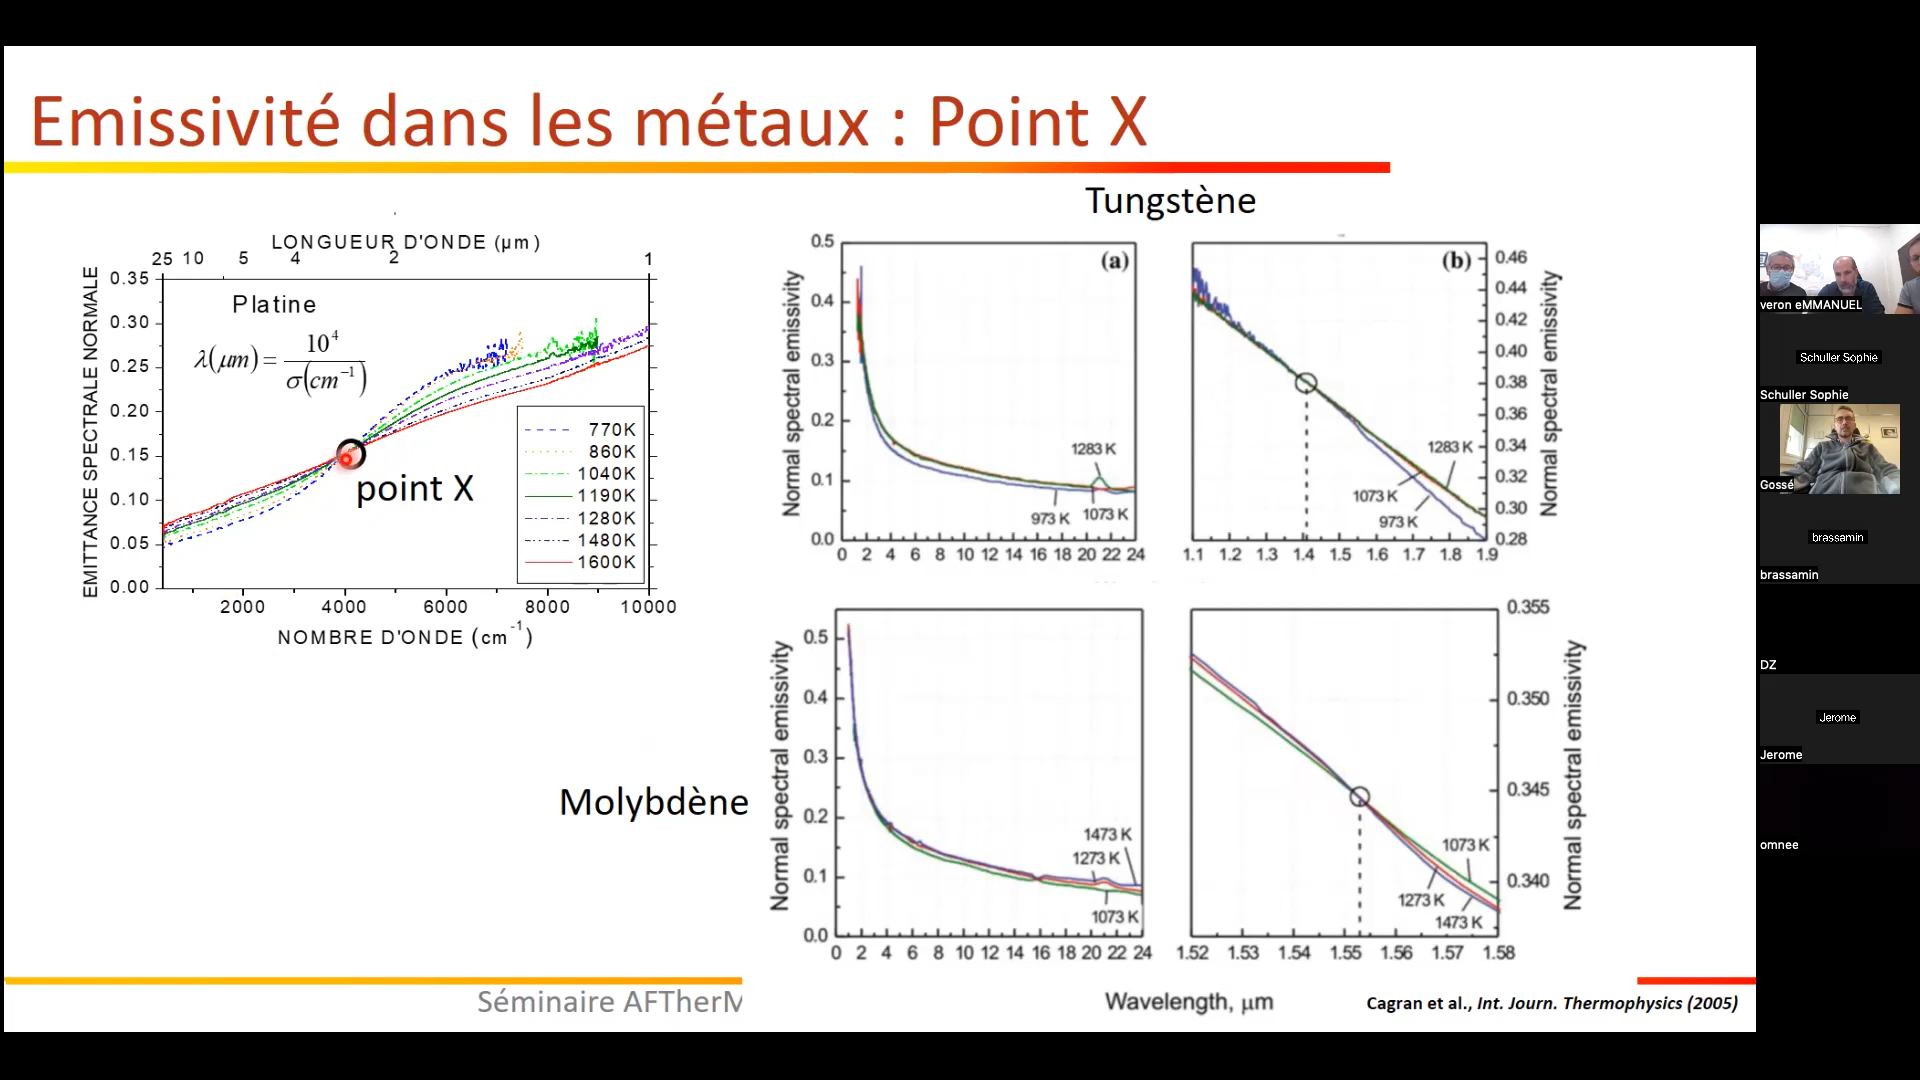 Emissivité dans les métaux : Point X
LONGUEUR D'ONDE (µm)
25 10 5 4 2 1
EMITTANCE SPECTRALE NORMALE
0.35
0.30
0.25
0.20
0.15
0.10
0.05
0.00
Platine
λ(µm) = 10^4 / σ(cm^-1)
point X
770K
860K
1040K
1190K
1280K
1480K
1600K
2000 4000 6000 8000 10000
NOMBRE D'ONDE (cm^-1)
Tungstène
Normal spectral emissivity
0.5
0.4
0.3
0.2
0.1
0.0
(a)
1283 K
973 K
1073 K
0 2 4 6 8 10 12 14 16 18 20 22 24
(b)
1283 K
1073 K
973 K
0.46
0.44
0.42
0.40
0.38
0.36
0.34
0.32
0.30
0.28
Normal spectral emissivity
1.1 1.2 1.3 1.4 1.5 1.6 1.7 1.8 1.9
Molybdène
Normal spectral emissivity
0.5
0.4
0.3
0.2
0.1
0.0
1473 K
1273 K
1073 K
0 2 4 6 8 10 12 14 16 18 20 22 24
1073 K
1273 K
1473 K
0.355
0.350
0.345
0.340
Normal spectral emissivity
1.52 1.53 1.54 1.55 1.56 1.57 1.58
Wavelength, µm
Séminaire AFTherM
Cagran et al., Int. Journ. Thermophysics (2005)
veron eMMANUEL
Schuller Sophie
Schuller Sophie
Gossé
brassamin
brassamin
DZ
Jerome
Jerome
omnee